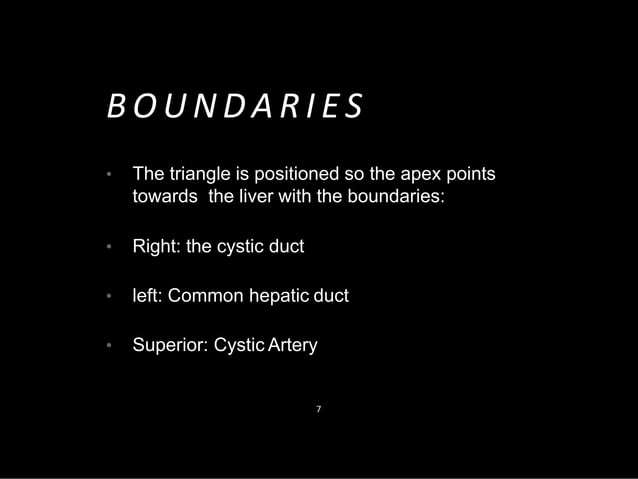 BOUNDARIES
• The triangle is positioned so the apex points
towards the liver with the boundaries:
• Right: the cystic duct
• left: Common hepatic duct
• Superior: Cystic Artery
7